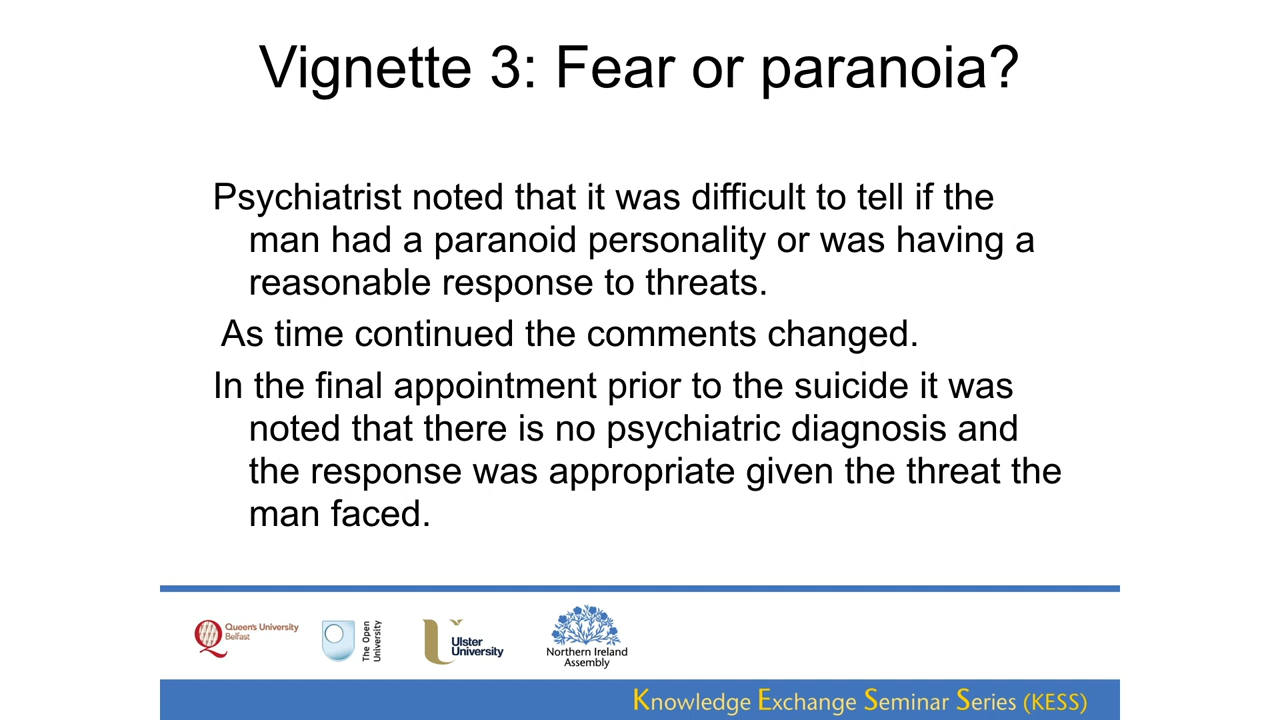 Vignette 3: Fear or paranoia?
Psychiatrist noted that it was difficult to tell if the
man had a paranoid personality or was having a
reasonable response to threats.
As time continued the comments changed.
In the final appointment prior to the suicide it was
noted that there is no psychiatric diagnosis and
the response was appropriate given the threat the
man faced.
Queen's University
Belfast
The Open
University
Ulster
University
Northern Ireland
Assembly
Knowledge Exchange Seminar Series (KESS)